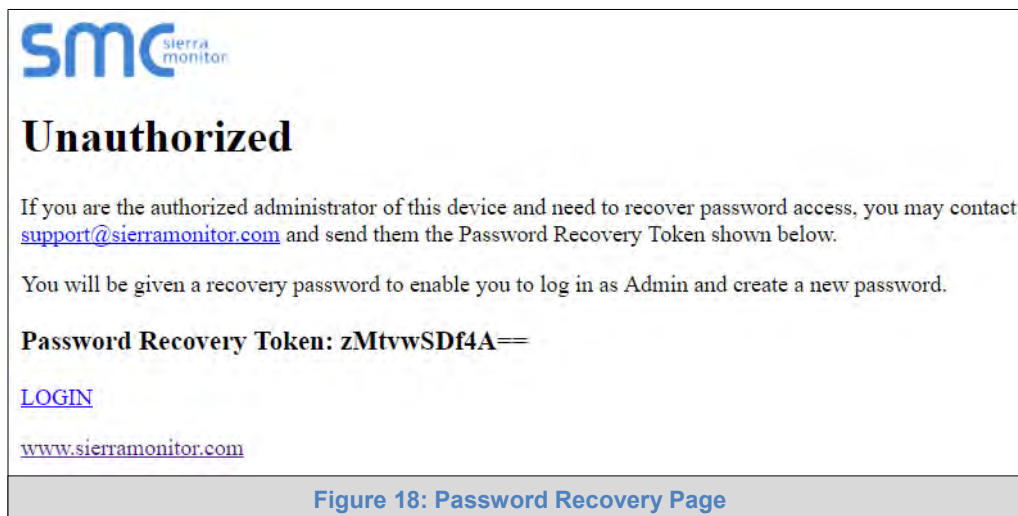 smc sierra
monitor
Unauthorized
If you are the authorized administrator of this device and need to recover password access, you may contact
support@sierramonitor.com and send them the Password Recovery Token shown below.
You will be given a recovery password to enable you to log in as Admin and create a new password.
Password Recovery Token: zMtvwSDf4A==
LOGIN
www.sierramonitor.com
Figure 18: Password Recovery Page